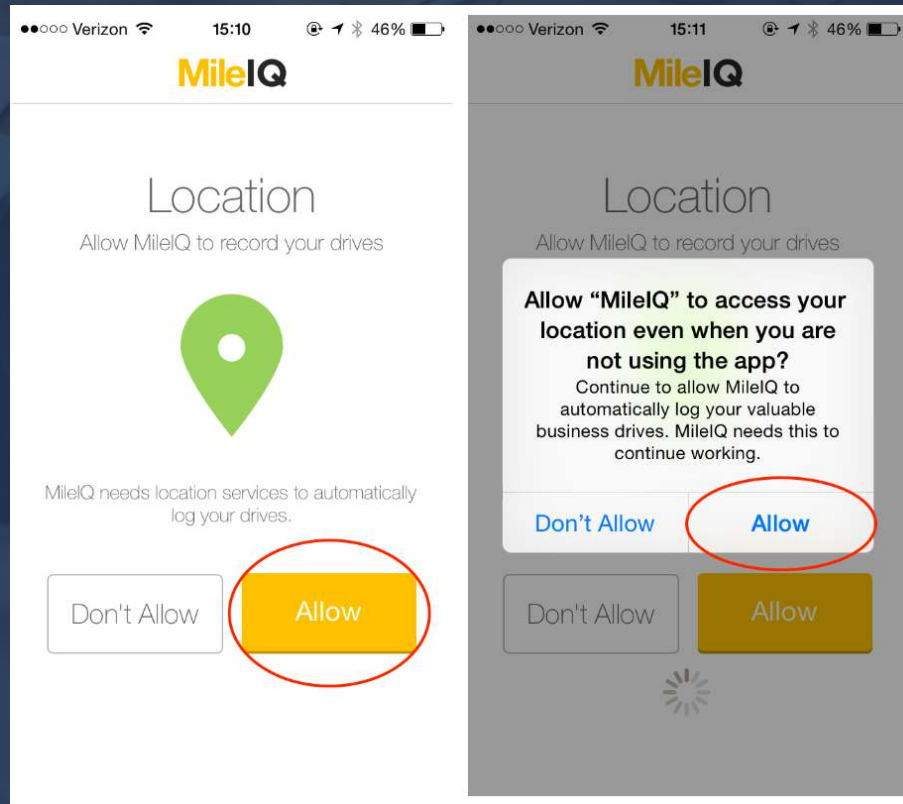 Verizon 15:10 46%
MileIQ
Location
Allow MileIQ to record your drives
MileIQ needs location services to automatically
log your drives.
Don't Allow Allow
Verizon 15:11 46%
MileIQ
Location
Allow MileIQ to record your drives
Allow “MileIQ” to access your
location even when you are
not using the app?
Continue to allow MileIQ to
automatically log your valuable
business drives. MileIQ needs this to
continue working.
Don’t Allow Allow
Don't Allow Allow